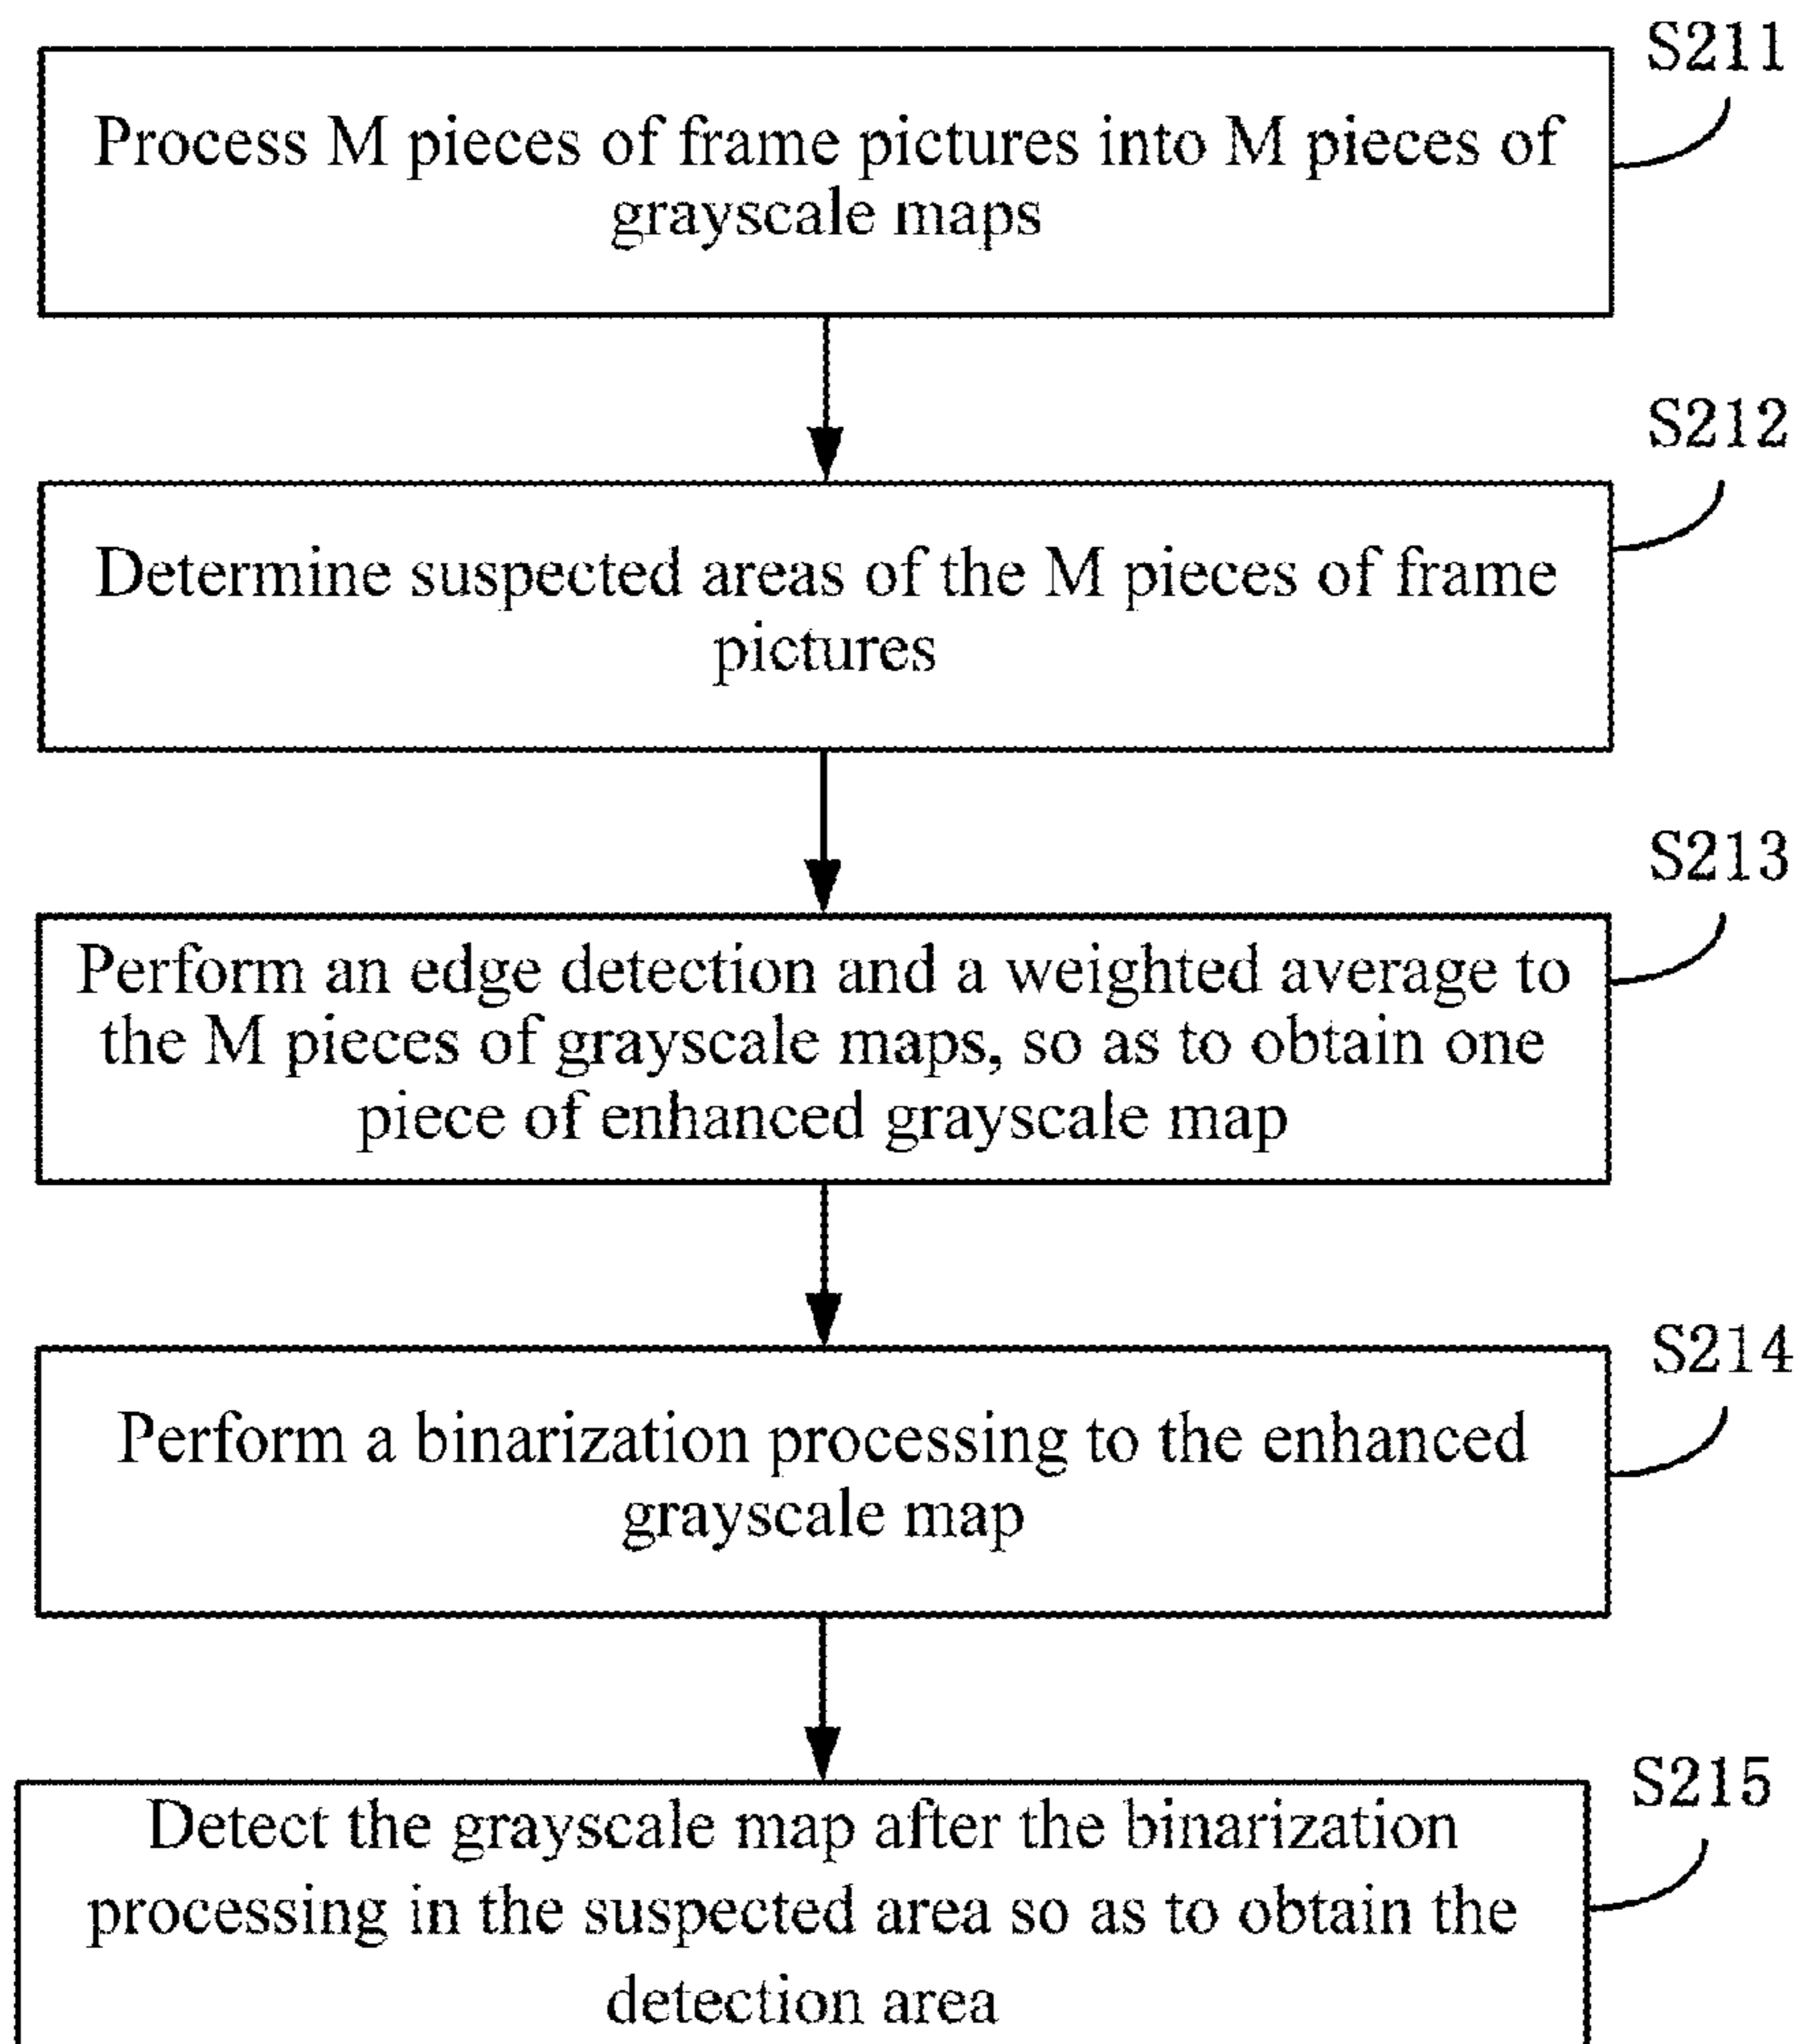 S211
Process M pieces of frame pictures into M pieces of
grayscale maps
S212
Determine suspected areas of the M pieces of frame
pictures
S213
Perform an edge detection and a weighted average to
the M pieces of grayscale maps, so as to obtain one
piece of enhanced grayscale map
S214
Perform a binarization processing to the enhanced
grayscale map
S215
Detect the grayscale map after the binarization
processing in the suspected area so as to obtain the
detection area